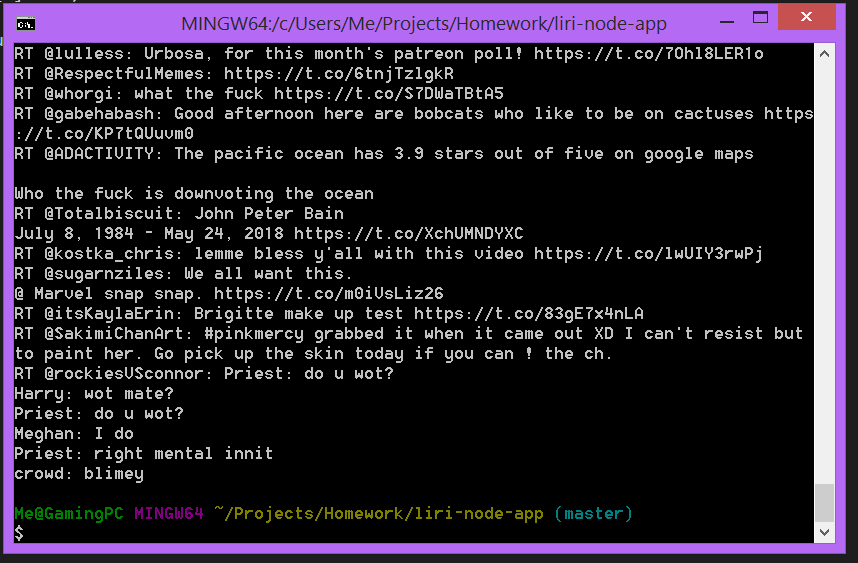 MINGW64:/c/Users/Me/Projects/Homework/liri-node-app
RT @lulless: Urbosa, for this month's patreon poll! https://t.co/7Ohl8LER1o
RT @RespectfulMemes: https://t.co/6tnjTzlgkR
RT @whorgi: what the fuck https://t.co/S7DWaTBtA5
RT @gabehabash: Good afternoon here are bobcats who like to be on cactuses https
://t.co/KP7tQUuvm0
RT @ADACTIVITY: The pacific ocean has 3.9 stars out of five on google maps
Who the fuck is downvoting the ocean
RT @Totalbiscuit: John Peter Bain
July 8, 1984 - May 24, 2018 https://t.co/XchUMNDYXC
RT @kostka_chris: lemme bless y'all with this video https://t.co/lwUIY3rwPj
RT @sugarnziles: We all want this.
@ Marvel snap snap. https://t.co/m0iVsLiz26
RT @itsKaylaErin: Brigitte make up test https://t.co/83gE7x4nLA
RT @SakimiChanArt: #pinkmercy grabbed it when it came out XD I can't resist but
to paint her. Go pick up the skin today if you can ! the ch.
RT @rockiesVSconnor: Priest: do u wot?
Harry: wot mate?
Priest: do u wot?
Meghan: I do
Priest: right mental innit
crowd: blimey
Me@GamingPC MINGW64 ~/Projects/Homework/liri-node-app (master)
$